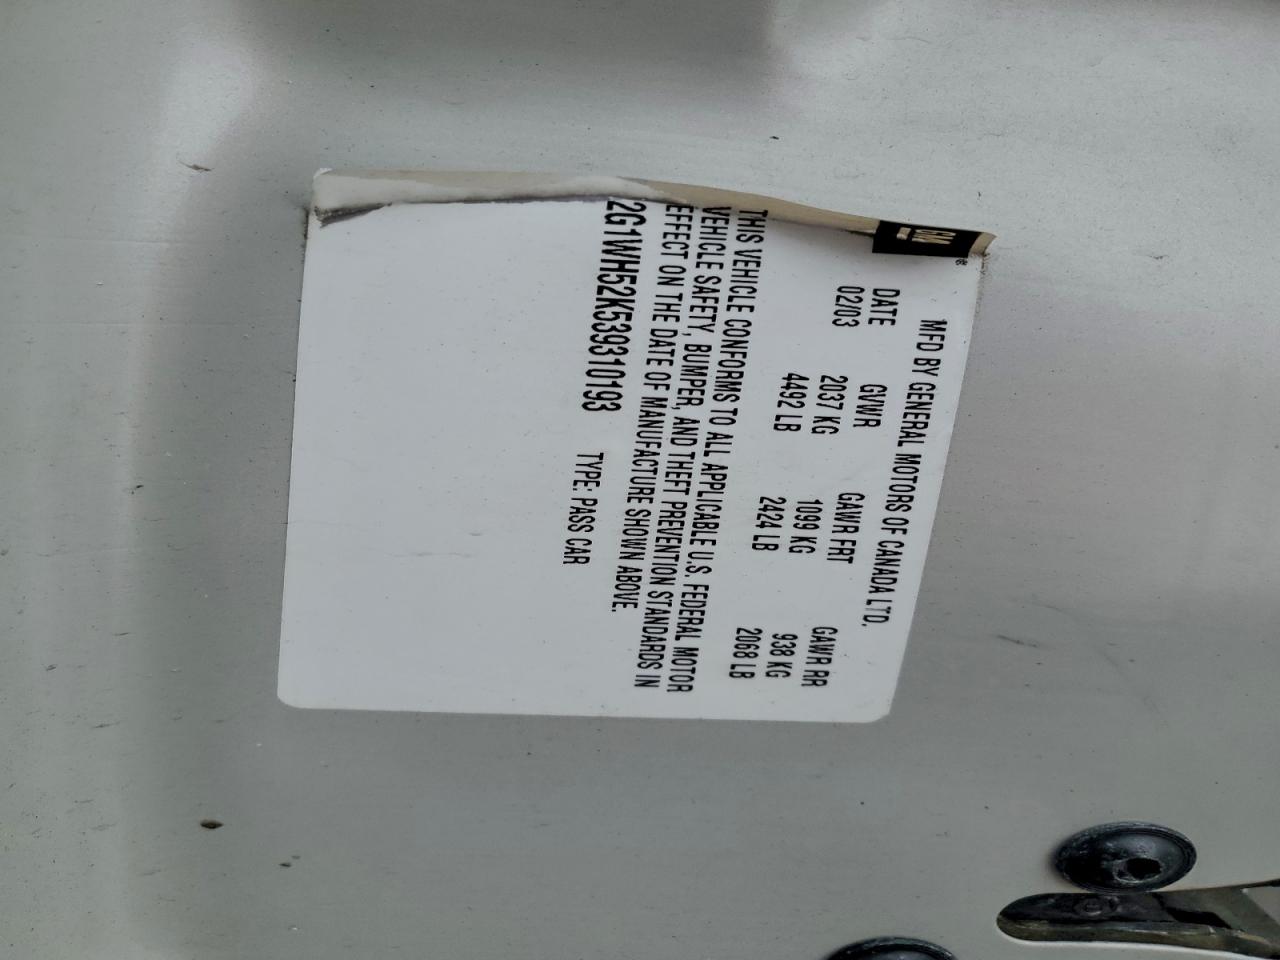 GM
MFD BY GENERAL MOTORS OF CANADA LTD.
DATE GVWR GAWR FRT GAWR RR
02/03 2037 KG 1099 KG 938 KG
4492 LB 2424 LB 2068 LB
THIS VEHICLE CONFORMS TO ALL APPLICABLE U.S. FEDERAL MOTOR
VEHICLE SAFETY, BUMPER, AND THEFT PREVENTION STANDARDS IN
EFFECT ON THE DATE OF MANUFACTURE SHOWN ABOVE.
2G1WH52K539310193 TYPE: PASS CAR